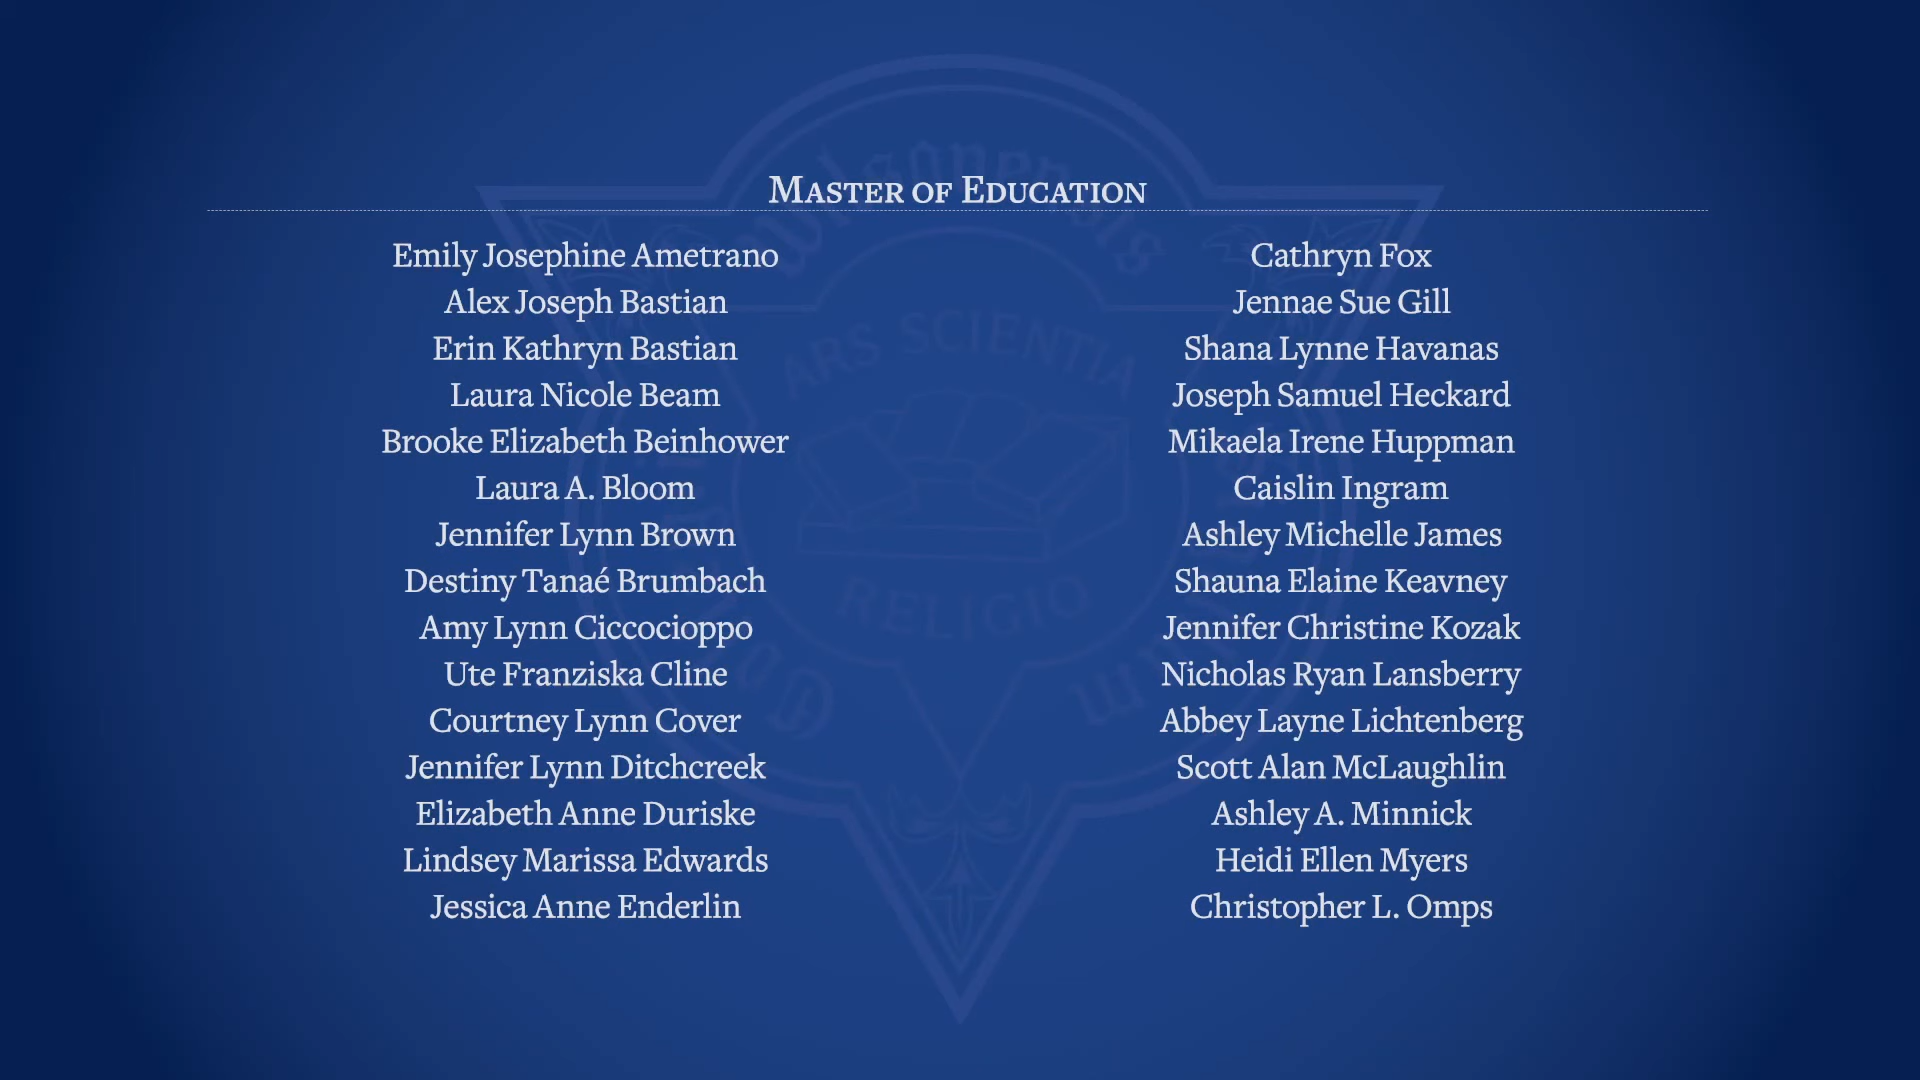 Wilsonensis
Master of Education
Emily Josephine Ametrano
Alex Joseph Bastian
Erin Kathryn Bastian
Laura Nicole Beam
Brooke Elizabeth Beinhower
Laura A. Bloom
Jennifer Lynn Brown
Destiny Tanaé Brumbach
Amy Lynn Ciccocioppo
Ute Franziska Cline
Courtney Lynn Cover
Jennifer Lynn Ditchcreek
Elizabeth Anne Duriske
Lindsey Marissa Edwards
Jessica Anne Enderlin
Cathryn Fox
Jennae Sue Gill
Shana Lynne Havanas
Joseph Samuel Heckard
Mikaela Irene Huppman
Caislin Ingram
Ashley Michelle James
Shauna Elaine Keavney
Jennifer Christine Kozak
Nicholas Ryan Lansberry
Abbey Layne Lichtenberg
Scott Alan McLaughlin
Ashley A. Minnick
Heidi Ellen Myers
Christopher L. Omps
ARS SCIENTIA
RELIGIO